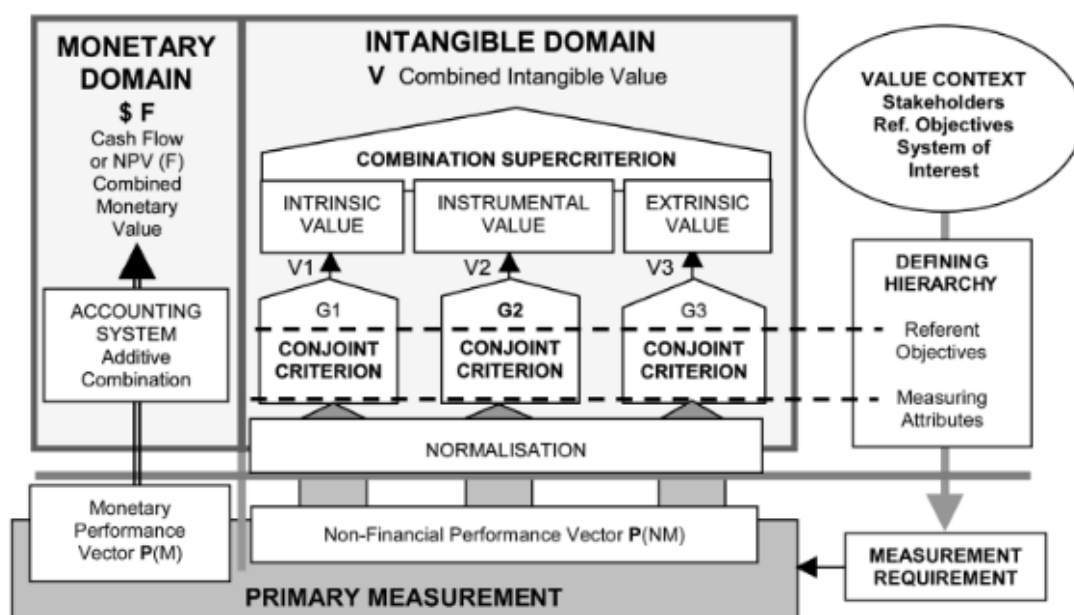 MONETARY
DOMAIN
$ F
Cash Flow
or NPV (F)
Combined
Monetary
Value
ACCOUNTING
SYSTEM
Additive
Combination
Monetary
Performance
Vector P(M)
INTANGIBLE DOMAIN
V Combined Intangible Value
COMBINATION SUPERCRITERION
INTRINSIC
VALUE
INSTRUMENTAL
VALUE
EXTRINSIC
VALUE
V1
V2
V3
G1
CONJOINT
CRITERION
G2
CONJOINT
CRITERION
G3
CONJOINT
CRITERION
NORMALISATION
Non-Financial Performance Vector P(NM)
PRIMARY MEASUREMENT
VALUE CONTEXT
Stakeholders
Ref. Objectives
System of
Interest
DEFINING
HIERARCHY
Referent
Objectives
Measuring
Attributes
MEASUREMENT
REQUIREMENT